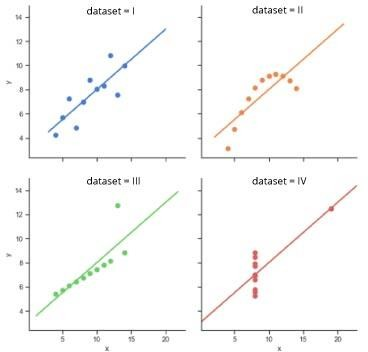 dataset = I
dataset = II
14
12
10
8
6
4
y
dataset = III
dataset = IV
14
12
10
8
6
4
y
5
10
15
20
x
5
10
15
20
x